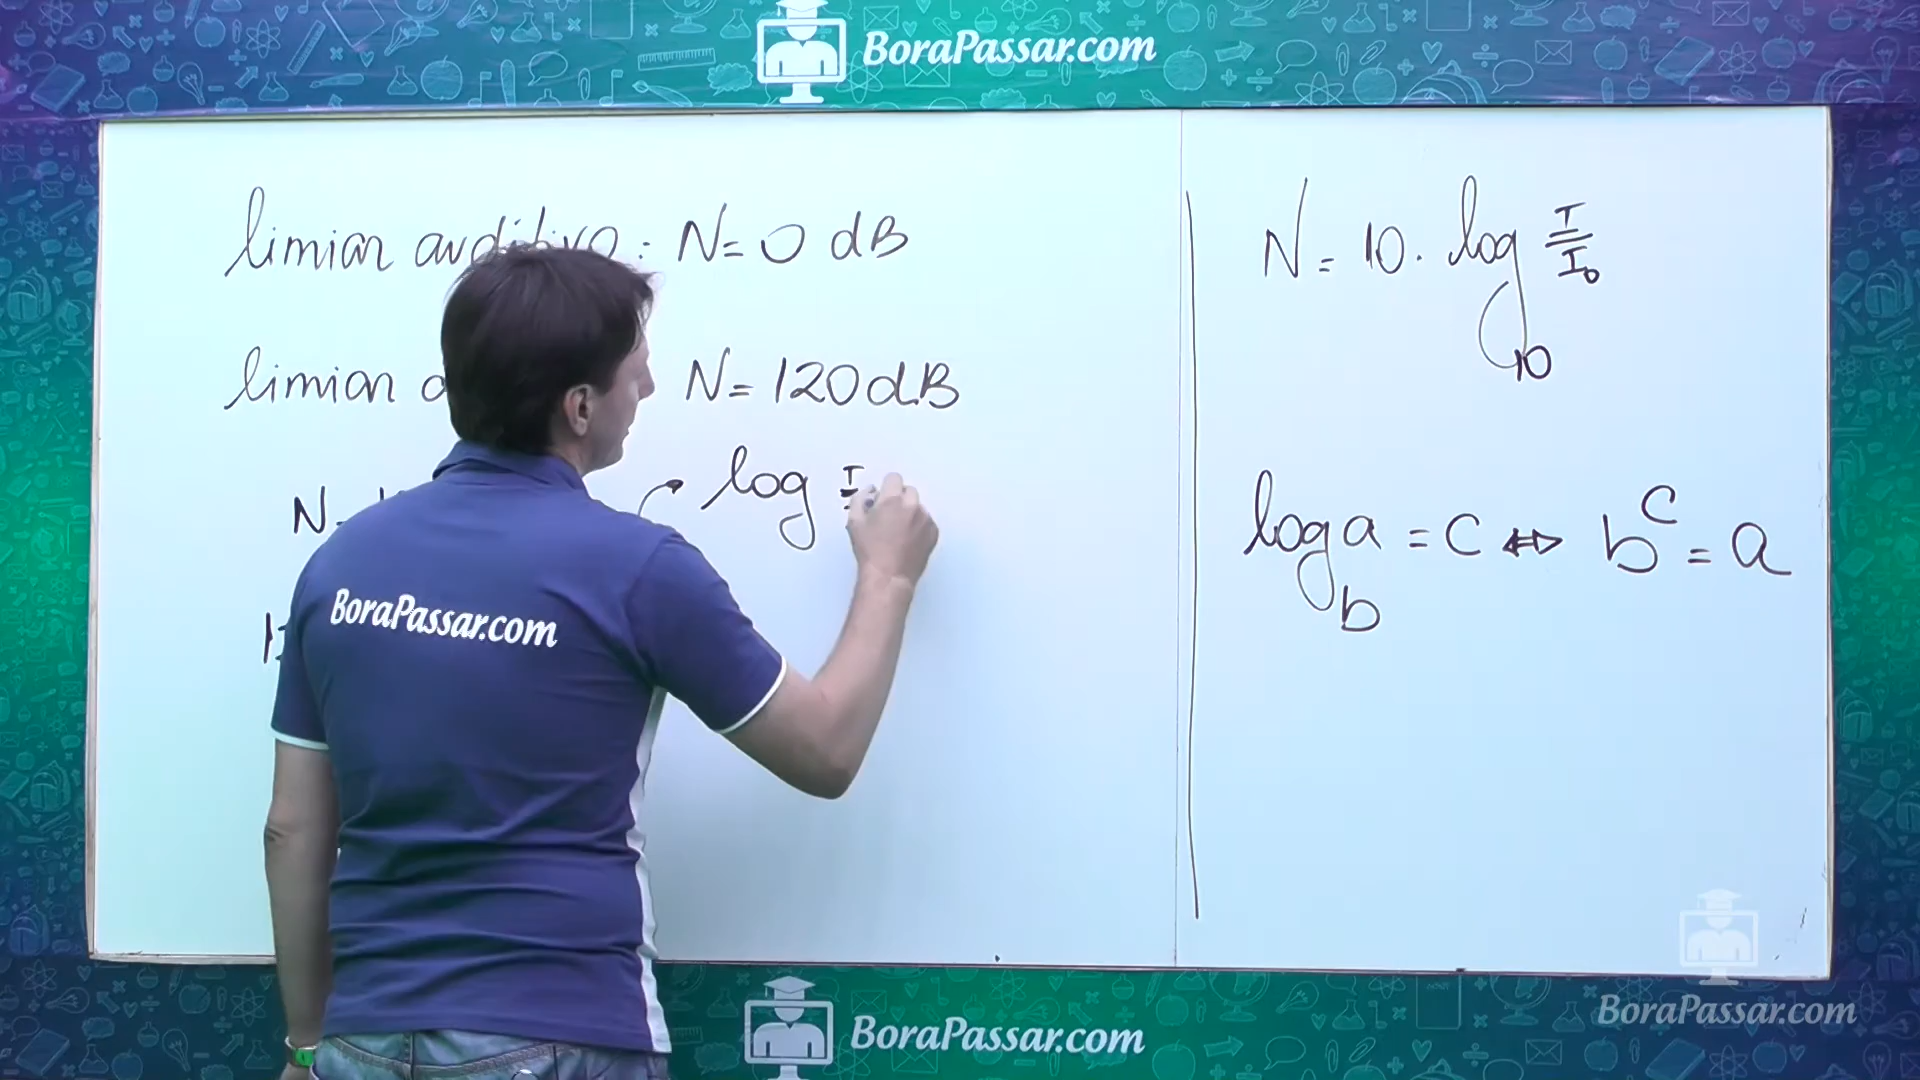 BoraPassar.com
limiar auditivo: N = 0 dB
limiar
N = 120 dB
N =
log I
N = 10 . log I/I₀
10
log a = c ⇔ bᶜ = a
b
BoraPassar.com
BoraPassar.com
BoraPassar.com